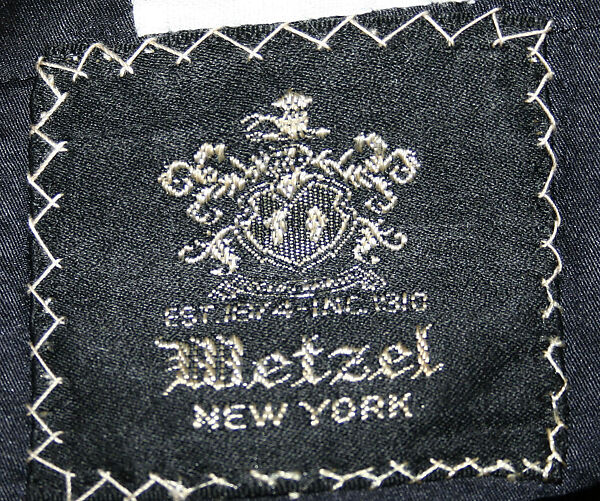 EST. 1874-INC. 1910
Wetzel
NEW YORK